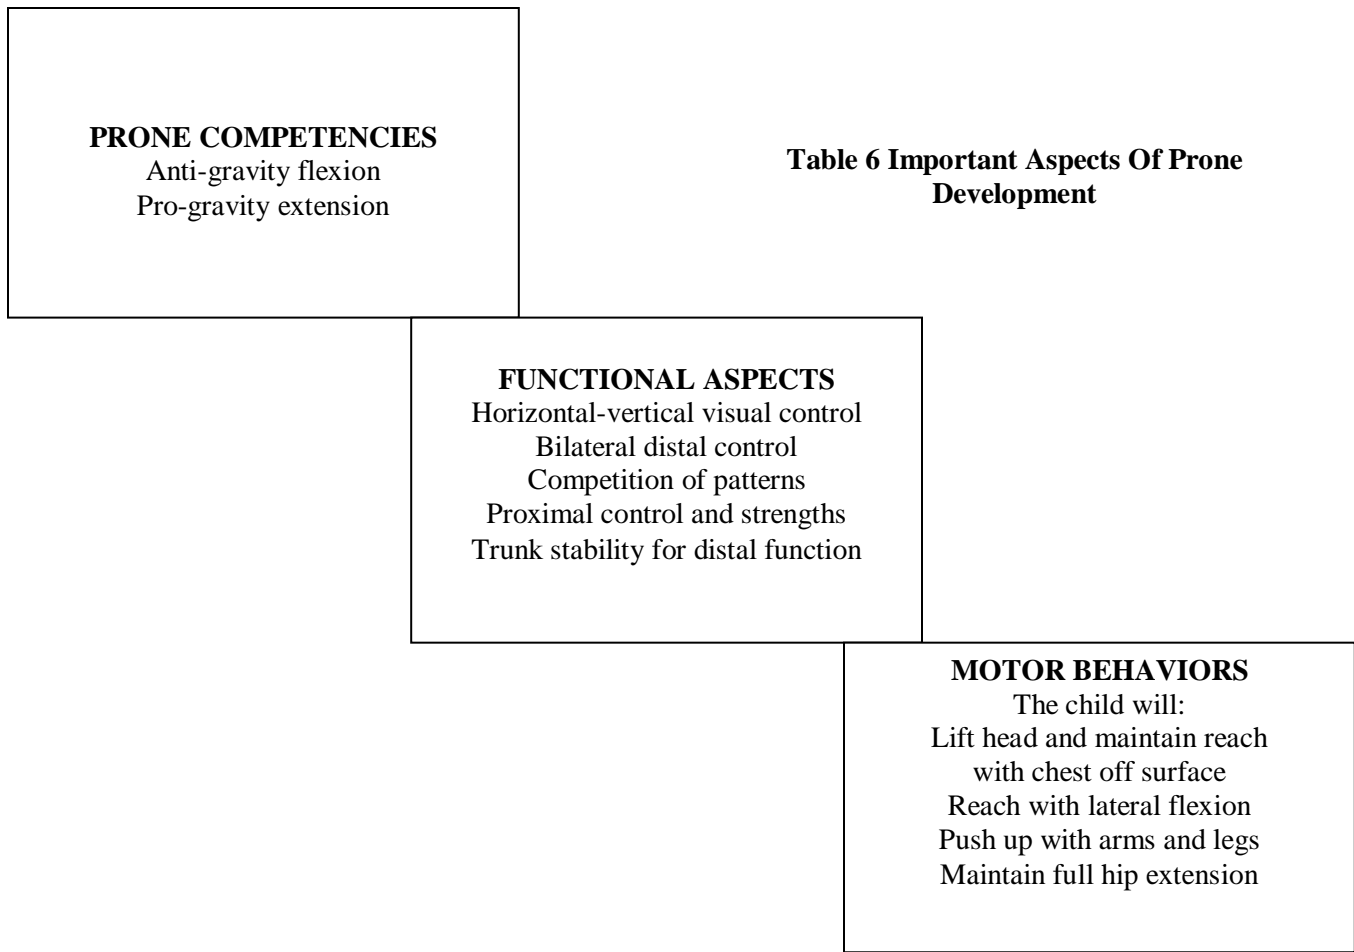 PRONE COMPETENCIES
Anti-gravity flexion
Pro-gravity extension
Table 6 Important Aspects Of Prone
Development
FUNCTIONAL ASPECTS
Horizontal-vertical visual control
Bilateral distal control
Competition of patterns
Proximal control and strengths
Trunk stability for distal function
MOTOR BEHAVIORS
The child will:
Lift head and maintain reach
with chest off surface
Reach with lateral flexion
Push up with arms and legs
Maintain full hip extension